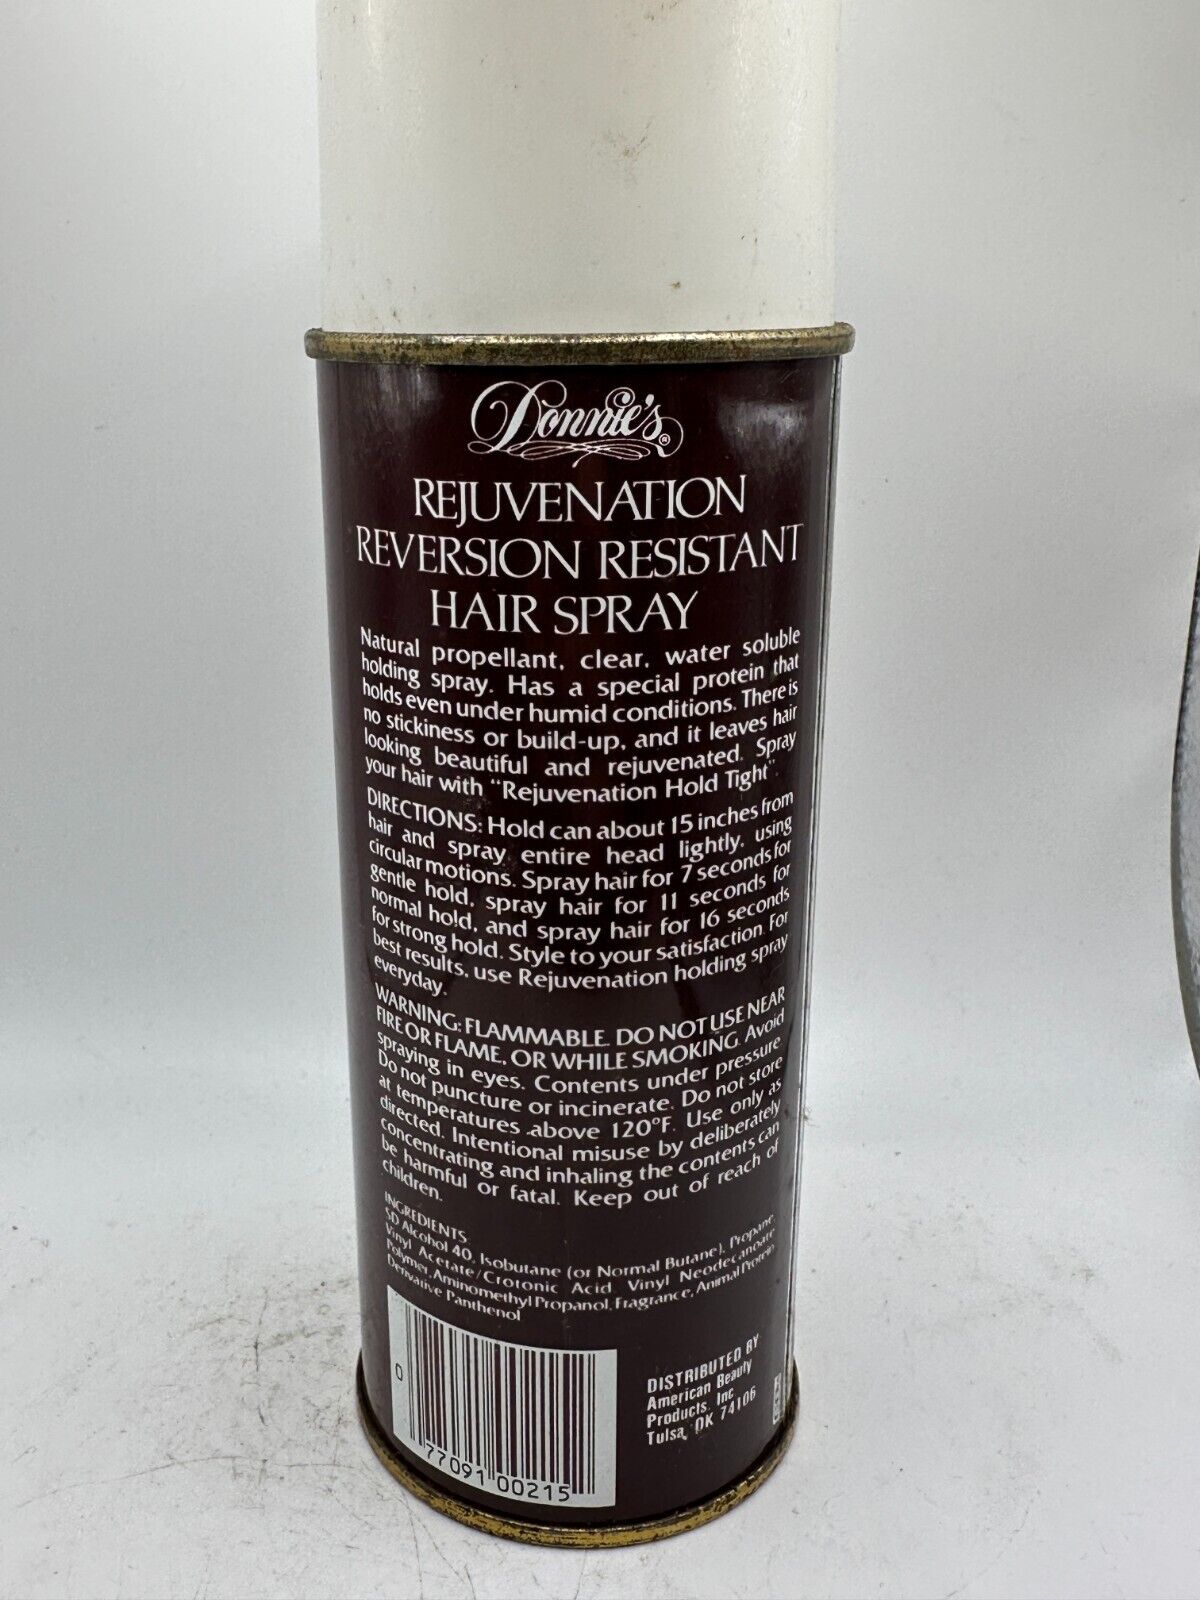 Donnie's®
REJUVENATION
REVERSION RESISTANT
HAIR SPRAY
Natural propellant, clear, water soluble
holding spray. Has a special protein that
holds even under humid conditions. There is
no stickiness or build-up, and it leaves hair
looking beautiful and rejuvenated. Spray
your hair with "Rejuvenation Hold Tight".
DIRECTIONS: Hold can about 15 inches from
hair and spray entire head lightly, using
circular motions. Spray hair for 7 seconds for
gentle hold, spray hair for 11 seconds for
normal hold, and spray hair for 16 seconds
for strong hold. Style to your satisfaction. For
best results, use Rejuvenation holding spray
everyday.
WARNING: FLAMMABLE. DO NOT USE NEAR
FIRE OR FLAME, OR WHILE SMOKING. Avoid
spraying in eyes. Contents under pressure.
Do not puncture or incinerate. Do not store
at temperatures above 120°F. Use only as
directed. Intentional misuse by deliberately
concentrating and inhaling the contents can
be harmful or fatal. Keep out of reach of
children.
INGREDIENTS
SD Alcohol 40, Isobutane (or Normal Butane), Propane,
Vinyl Acetate/Crotonic Acid Vinyl Neodecanoate
Polymer, Aminomethyl Propanol, Fragrance, Animal Protein
Derivative Panthenol
DISTRIBUTED BY
American Beauty
Products, Inc.
Tulsa, OK 74106
0 77091 00215